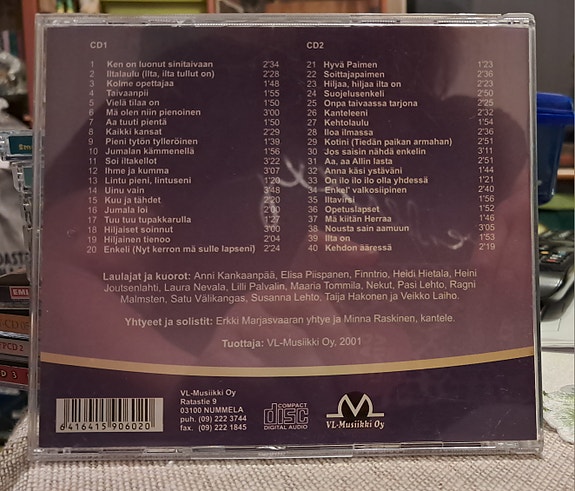 CD1
1 Ken on luonut sinitaivaan 2'34
2 Iltalaulu (Ilta, ilta tullut on) 2'28
3 Kolme opettajaa 1'48
4 Taivaanpii 1'55
5 Vielä tilaa on 1'50
6 Mä olen niin pienoinen 3'00
7 Aa tuuti pientä 1'02
8 Kaikki kansat 2'29
9 Pieni tytön tylleröinen 1'39
10 Jumalan kämmenellä 1'56
11 Soi iltakellot 3'22
12 Ihme ja kumma 3'07
13 Lintu pieni, lintuseni 1'20
14 Uinu vain 3'48
15 Kuu ja tähdet 2'20
16 Jumala loi 2'00
17 Tuu tuu tupakkarulla 1'27
18 Hiljaiset soinnut 3'00
19 Hiljainen tienoo 2'04
20 Enkeli (Nyt kerron mä sulle lapseni) 2'24
CD2
21 Hyvä Paimen 1'23
22 Soittajapaimen 2'36
23 Hiljaa, hiljaa ilta on 2'23
24 Suojelusenkeli 2'50
25 Onpa taivaassa tarjona 2'25
26 Kanteleeni 2'32
27 Kehtolaulu 1'54
28 Iloa ilmassa 2'36
29 Kotini (Tiedän paikan armahan) 2'51
30 Jos saisin nähdä enkelin 3'11
31 Aa, aa Allin lasta 2'51
32 Anna käsi ystäväni 1'44
33 On ilo ilo olla yhdessä 1'21
34 Enkel' valkosiipinen 2'40
35 Iltavirsi 1'56
36 Opetuslapset 1'52
37 Mä kiitän Herraa 1'46
38 Nousta sain aamuun 3'05
39 Ilta on 1'53
40 Kehdon ääressä 2'19
Laulajat ja kuorot: Anni Kankaanpää, Elisa Piispanen, Finntrio, Heidi Hietala, Heini
Joutsenlahti, Laura Nevala, Lilli Palvalin, Maaria Tommila, Nekut, Pasi Lehto, Ragni
Malmsten, Satu Välikangas, Susanna Lehto, Taija Hakonen ja Veikko Laiho.
Yhtyeet ja solistit: Erkki Marjasvaaran yhtye ja Minna Raskinen, kantele.
Tuottaja: VL-Musiikki Oy, 2001
VL-Musiikki Oy
Ratastie 9
03100 NUMMELA
puh. (09) 222 3744
fax. (09) 222 1845
6416415906020
COMPACT
disc
DIGITAL AUDIO
VL-Musiikki Oy